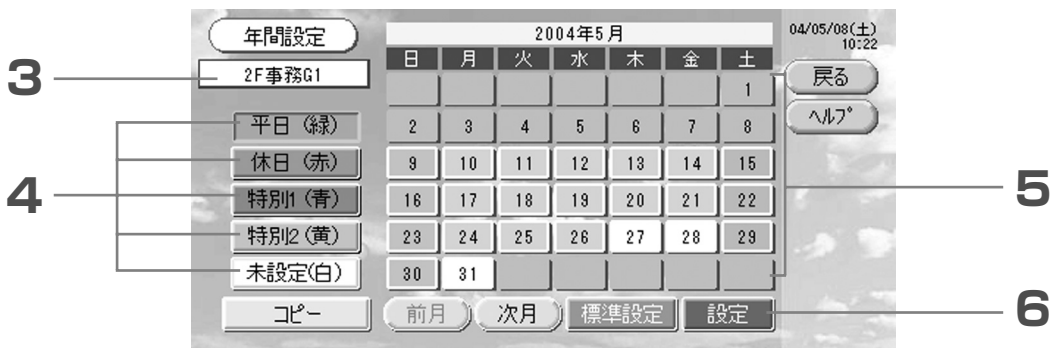 年間設定
2004年5月
04/05/08(土)
10:22
3
2F事務G1
日 月 火 水 木 金 土
戻る
1
ヘルプ
平日 (緑)
2 3 4 5 6 7 8
休日 (赤)
9 10 11 12 13 14 15
4
特別1 (青)
16 17 18 19 20 21 22
5
特別2 (黄)
23 24 25 26 27 28 29
未設定(白)
30 31
コピー
前月
次月
標準設定
設定
6